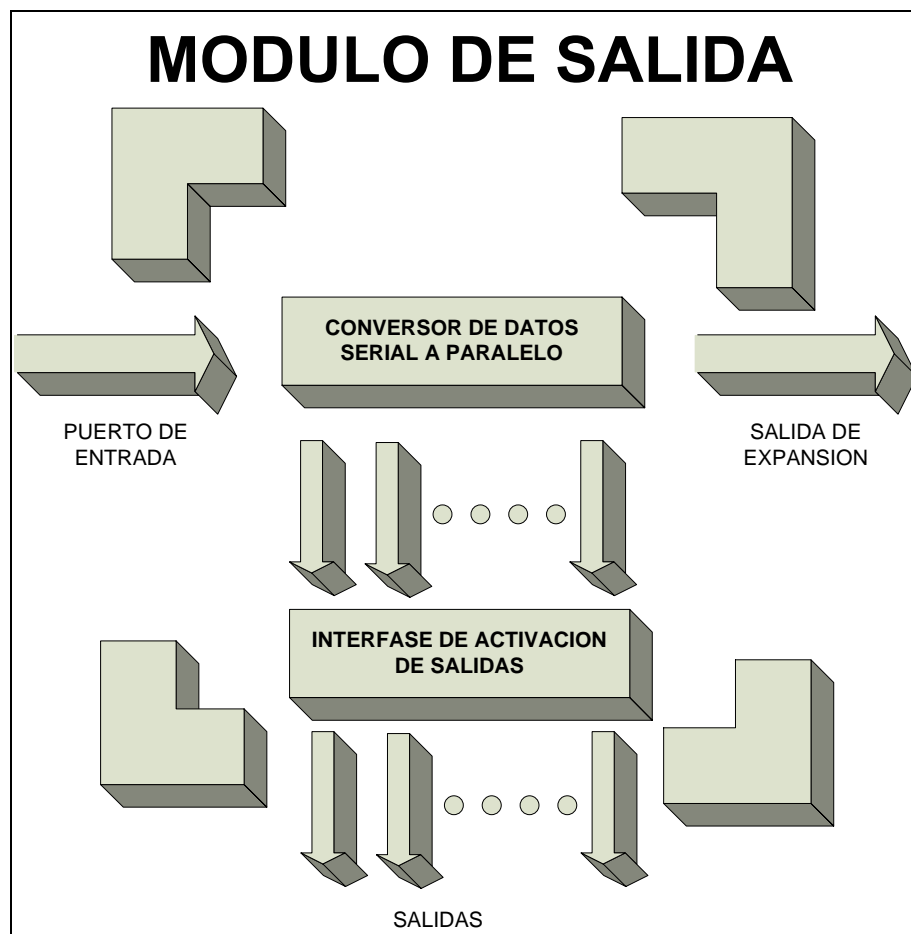 MODULO DE SALIDA
CONVERSOR DE DATOS
SERIAL A PARALELO
PUERTO DE
ENTRADA
SALIDA DE
EXPANSION
INTERFASE DE ACTIVACION
DE SALIDAS
SALIDAS